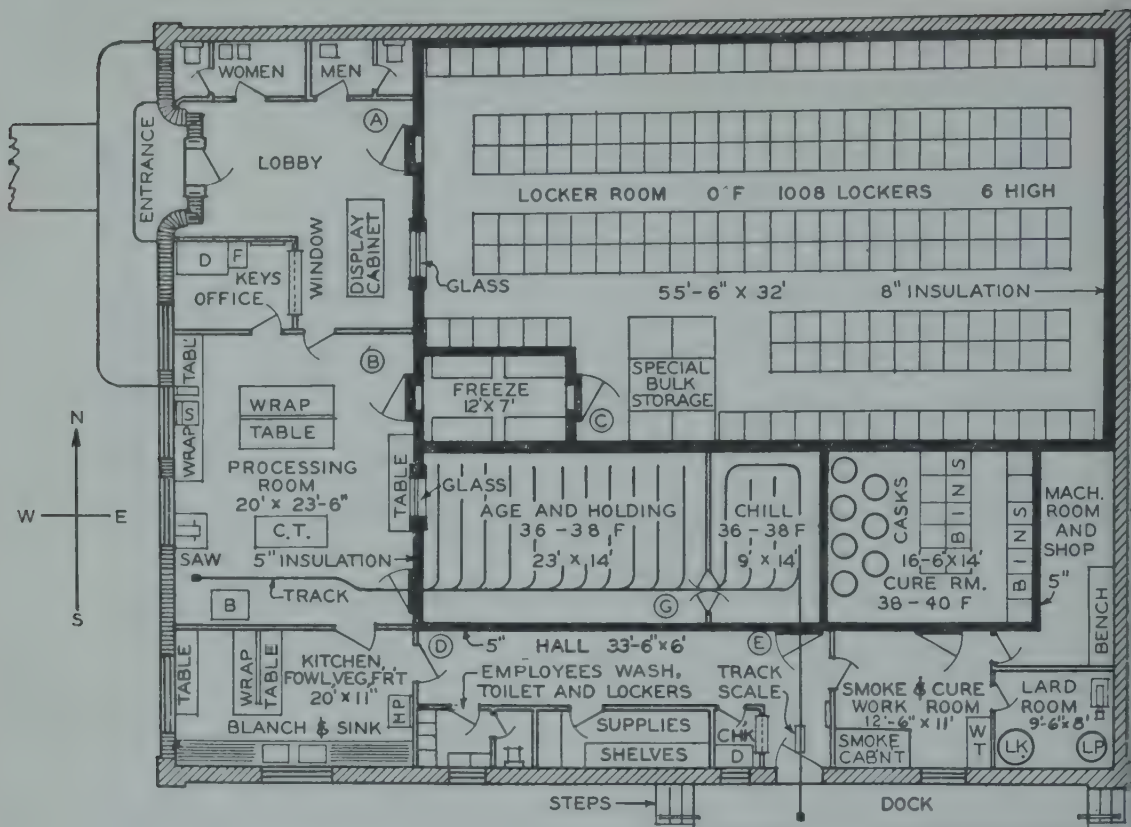 WOMEN
MEN
A
ENTRANCE
LOBBY
LOCKER ROOM 0°F 1008 LOCKERS 6 HIGH
D
F
KEYS
OFFICE
WINDOW
DISPLAY
CABINET
GLASS
55'-6" X 32'
8" INSULATION
TABLE
S
WRAP
B
WRAP
TABLE
FREEZE
12' X 7'
C
SPECIAL
BULK
STORAGE
N
W
E
S
PROCESSING
ROOM
20' X 23'-6"
TABLE
GLASS
C.T.
SAW
5" INSULATION
TRACK
B
AGE AND HOLDING
36-38 F
23' X 14'
G
CHILL
36-38 F
9' X 14'
CASKS
BINS
BINS
16'-6" X 14'
CURE RM.
38-40 F
MACH.
ROOM
AND
SHOP
5"
BENCH
TABLE
WRAP
TABLE
KITCHEN,
FOWL, VEG, FRT
20' X 11"
HP
BLANCH & SINK
D
5"
HALL 33'-6" X 6'
E
EMPLOYEES WASH,
TOILET AND LOCKERS
TRACK
SCALE
SUPPLIES
SHELVES
CHK
D
SMOKE & CURE
WORK ROOM
12'-6" X 11'
SMOKE
CAB'NT
WT
LARD
ROOM
9'-6" X 8'
LK
LP
STEPS
DOCK